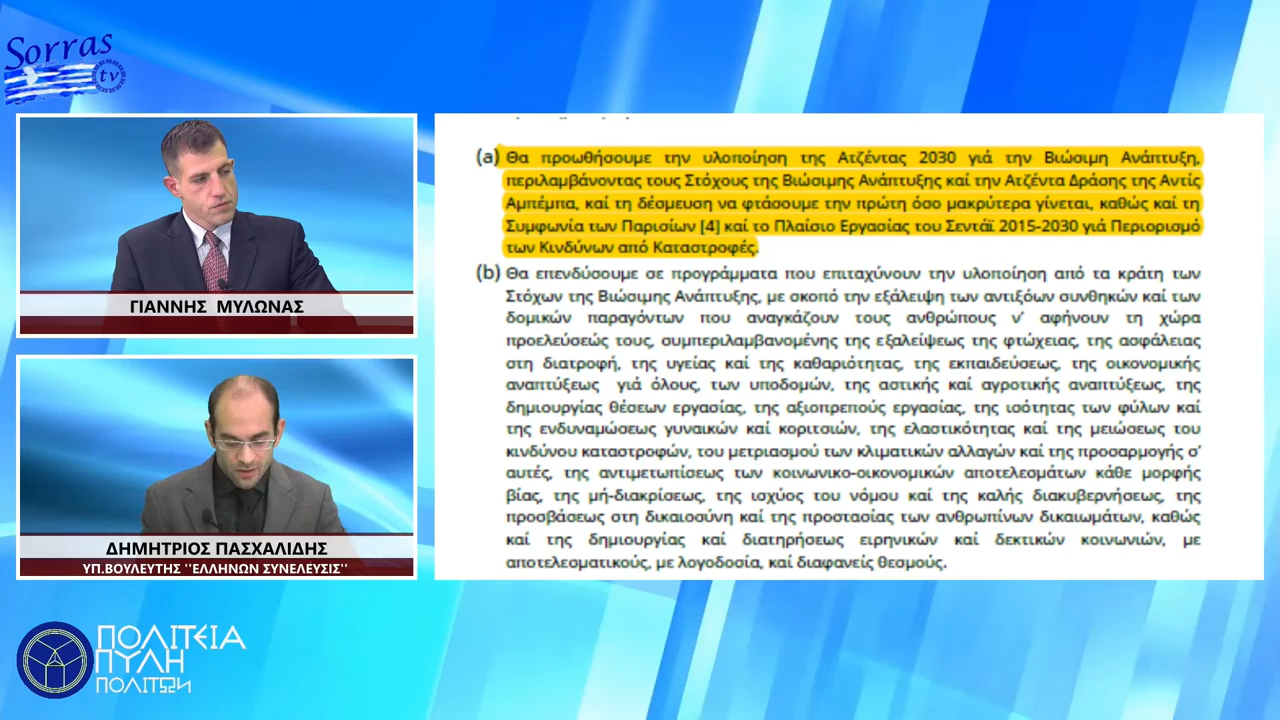 Sorras
tv
ΓΙΑΝΝΗΣ ΜΥΛΩΝΑΣ
ΔΗΜΗΤΡΙΟΣ ΠΑΣΧΑΛΙΔΗΣ
ΥΠ.ΒΟΥΛΕΥΤΗΣ ''ΕΛΛΗΝΩΝ ΣΥΝΕΛΕΥΣΙΣ''
ΠΟΛΙΤΕΙΑ
ΠΥΛΗ
ΠΟΛΙΤΩΝ
(a) Θα προωθήσουμε την υλοποίηση της Ατζέντας 2030 γιά την Βιώσιμη Ανάπτυξη,
περιλαμβάνοντας τους Στόχους της Βιώσιμης Ανάπτυξης καί την Ατζέντα Δράσης της Αντίς
Αμπέμπα, καί τη δέσμευση να φτάσουμε την πρώτη όσο μακρύτερα γίνεται, καθώς καί τη
Συμφωνία των Παρισίων [4] καί το Πλαίσιο Εργασίας του Σεντάϊ 2015-2030 γιά Περιορισμό
των Κινδύνων από Καταστροφές.
(b) Θα επενδύσουμε σε προγράμματα που επιταχύνουν την υλοποίηση από τα κράτη των
Στόχων της Βιώσιμης Ανάπτυξης, με σκοπό την εξάλειψη των αντιξόων συνθηκών καί των
δομικών παραγόντων που αναγκάζουν τους ανθρώπους ν' αφήνουν τη χώρα
προελεύσεώς τους, συμπεριλαμβανομένης της εξαλείψεως της φτώχειας, της ασφάλειας
στη διατροφή, της υγείας καί της καθαριότητας, της εκπαιδεύσεως, της οικονομικής
αναπτύξεως γιά όλους, των υποδομών, της αστικής καί αγροτικής αναπτύξεως, της
δημιουργίας θέσεων εργασίας, της αξιοπρεπούς εργασίας, της ισότητας των φύλων καί
της ενδυναμώσεως γυναικών καί κοριτσιών, της ελαστικότητας καί της μειώσεως του
κινδύνου καταστροφών, του μετριασμού των κλιματικών αλλαγών καί της προσαρμογής σ'
αυτές, της αντιμετωπίσεως των κοινωνικο-οικονομικών αποτελεσμάτων κάθε μορφής
βίας, της μή-διακρίσεως, της ισχύος του νόμου καί της καλής διακυβερνήσεως, της
προσβάσεως στη δικαιοσύνη καί της προστασίας των ανθρωπίνων δικαιωμάτων, καθώς
καί της δημιουργίας καί διατηρήσεως ειρηνικών καί δεκτικών κοινωνιών, με
αποτελεσματικούς, με λογοδοσία, καί διαφανείς θεσμούς.